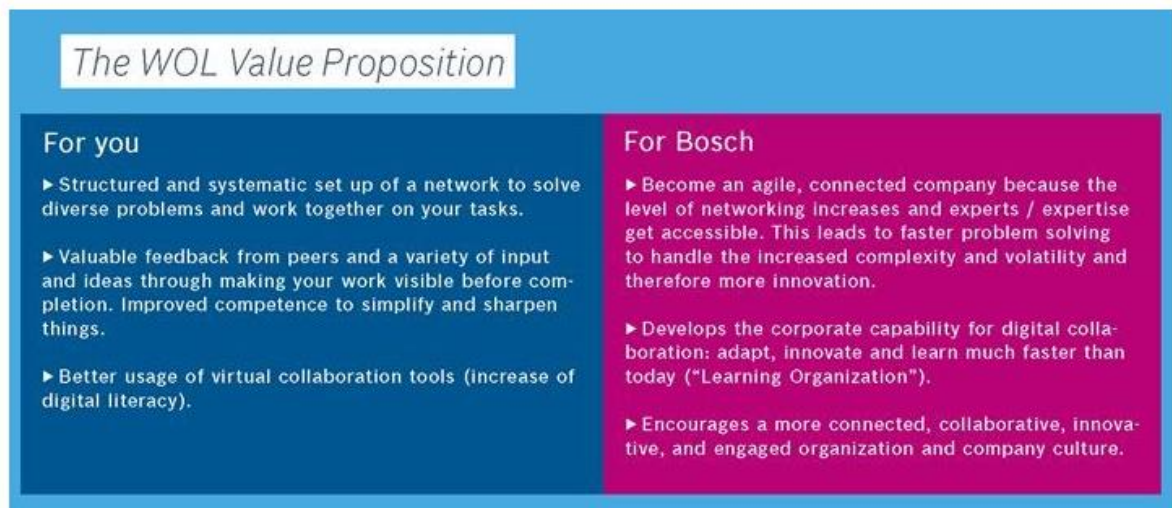 The WOL Value Proposition
For you
▶ Structured and systematic set up of a network to solve
diverse problems and work together on your tasks.
▶ Valuable feedback from peers and a variety of input
and ideas through making your work visible before com-
pletion. Improved competence to simplify and sharpen
things.
▶ Better usage of virtual collaboration tools (increase of
digital literacy).
For Bosch
▶ Become an agile, connected company because the
level of networking increases and experts / expertise
get accessible. This leads to faster problem solving
to handle the increased complexity and volatility and
therefore more innovation.
▶ Develops the corporate capability for digital colla-
boration: adapt, innovate and learn much faster than
today (“Learning Organization”).
▶ Encourages a more connected, collaborative, innova-
tive, and engaged organization and company culture.